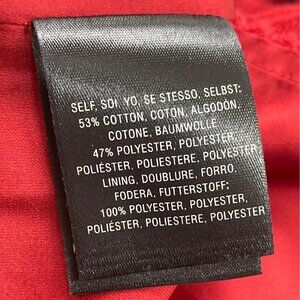 SELF, SOI, YO, SE STESSO, SELBST:
53% COTTON, COTON, ALGODÓN,
COTONE, BAUMWOLLE
47% POLYESTER, POLYESTER,
POLIÉSTER, POLIESTERE, POLYESTER
LINING, DOUBLURE, FORRO,
FODERA, FUTTERSTOFF:
100% POLYESTER, POLYESTER,
POLIÉSTER, POLIESTERE, POLYESTER